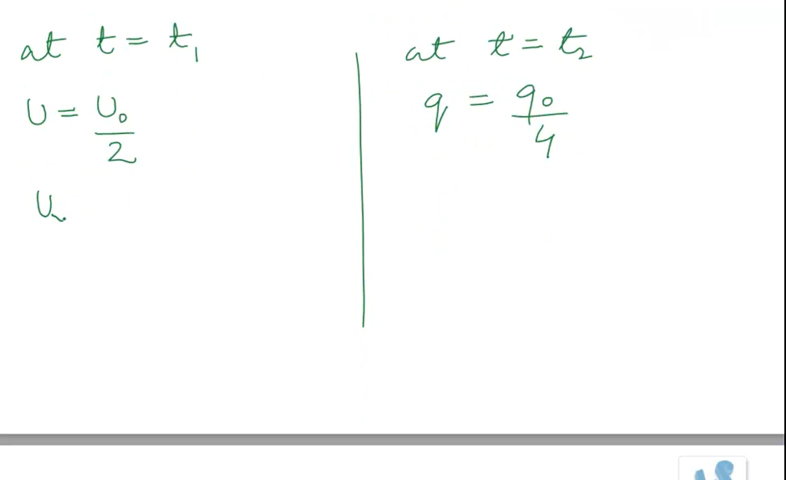 at t = t₁
U = U₀/2
U
at t = t₂
q = q₀/4